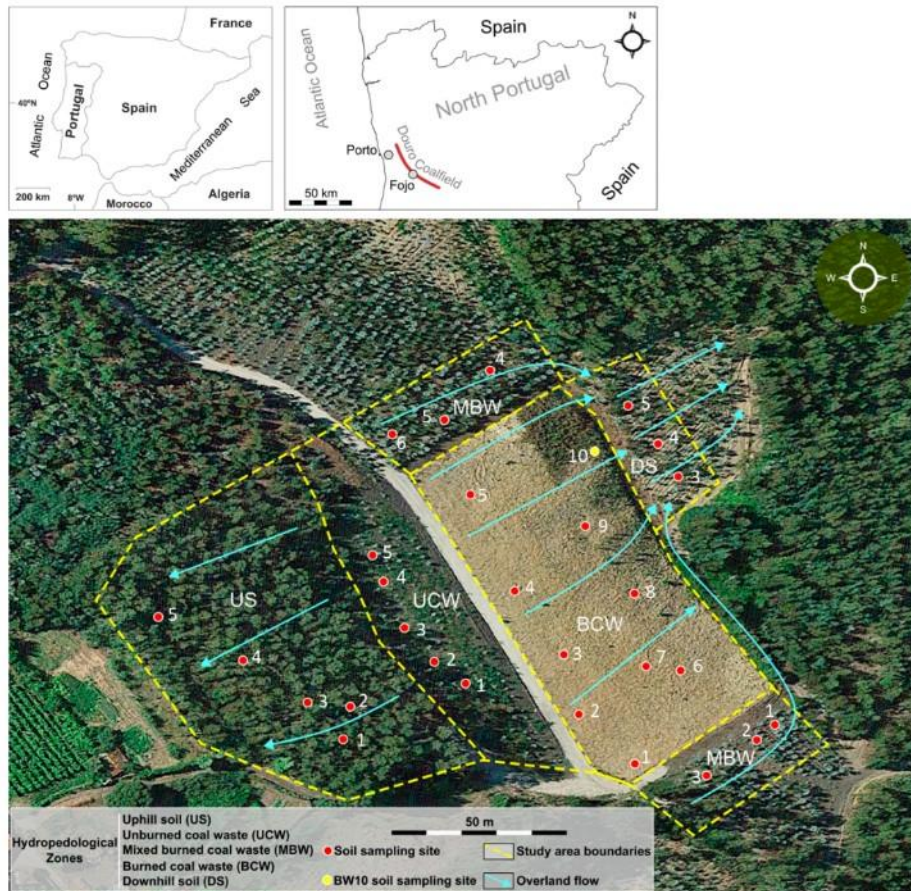 France
Atlantic Ocean
Portugal
Spain
40ºN
Mediterranean Sea
200 km
8ºW
Morocco
Algeria
N
Spain
Atlantic Ocean
North Portugal
Porto
Douro Coalfield
Fojo
Spain
50 km
N
W E
S
4
5
MBW
6
5
4
DS
3
10
5
9
4
8
BCW
3
7
6
2
1
5
4
UCW
3
2
1
US
5
4
3
2
1
1
2
MBW
3
Hydropedological Zones
Uphill soil (US)
Unburned coal waste (UCW)
Mixed burned coal waste (MBW)
Burned coal waste (BCW)
Downhill soil (DS)
50 m
Soil sampling site
BW10 soil sampling site
Study area boundaries
Overland flow